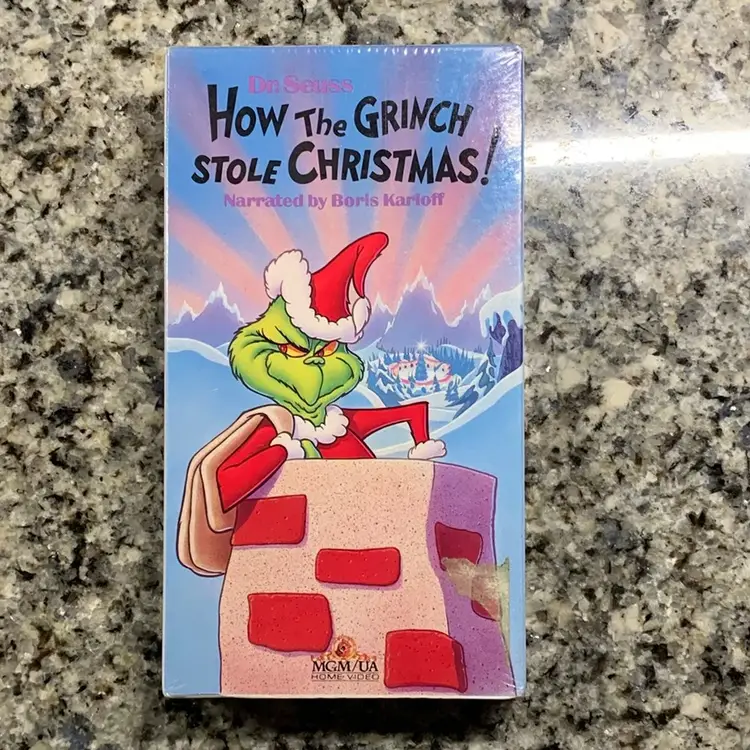 Dr. Seuss
HOW THE GRINCH
STOLE CHRISTMAS!
Narrated by Boris Karloff
MGM/UA
HOME VIDEO